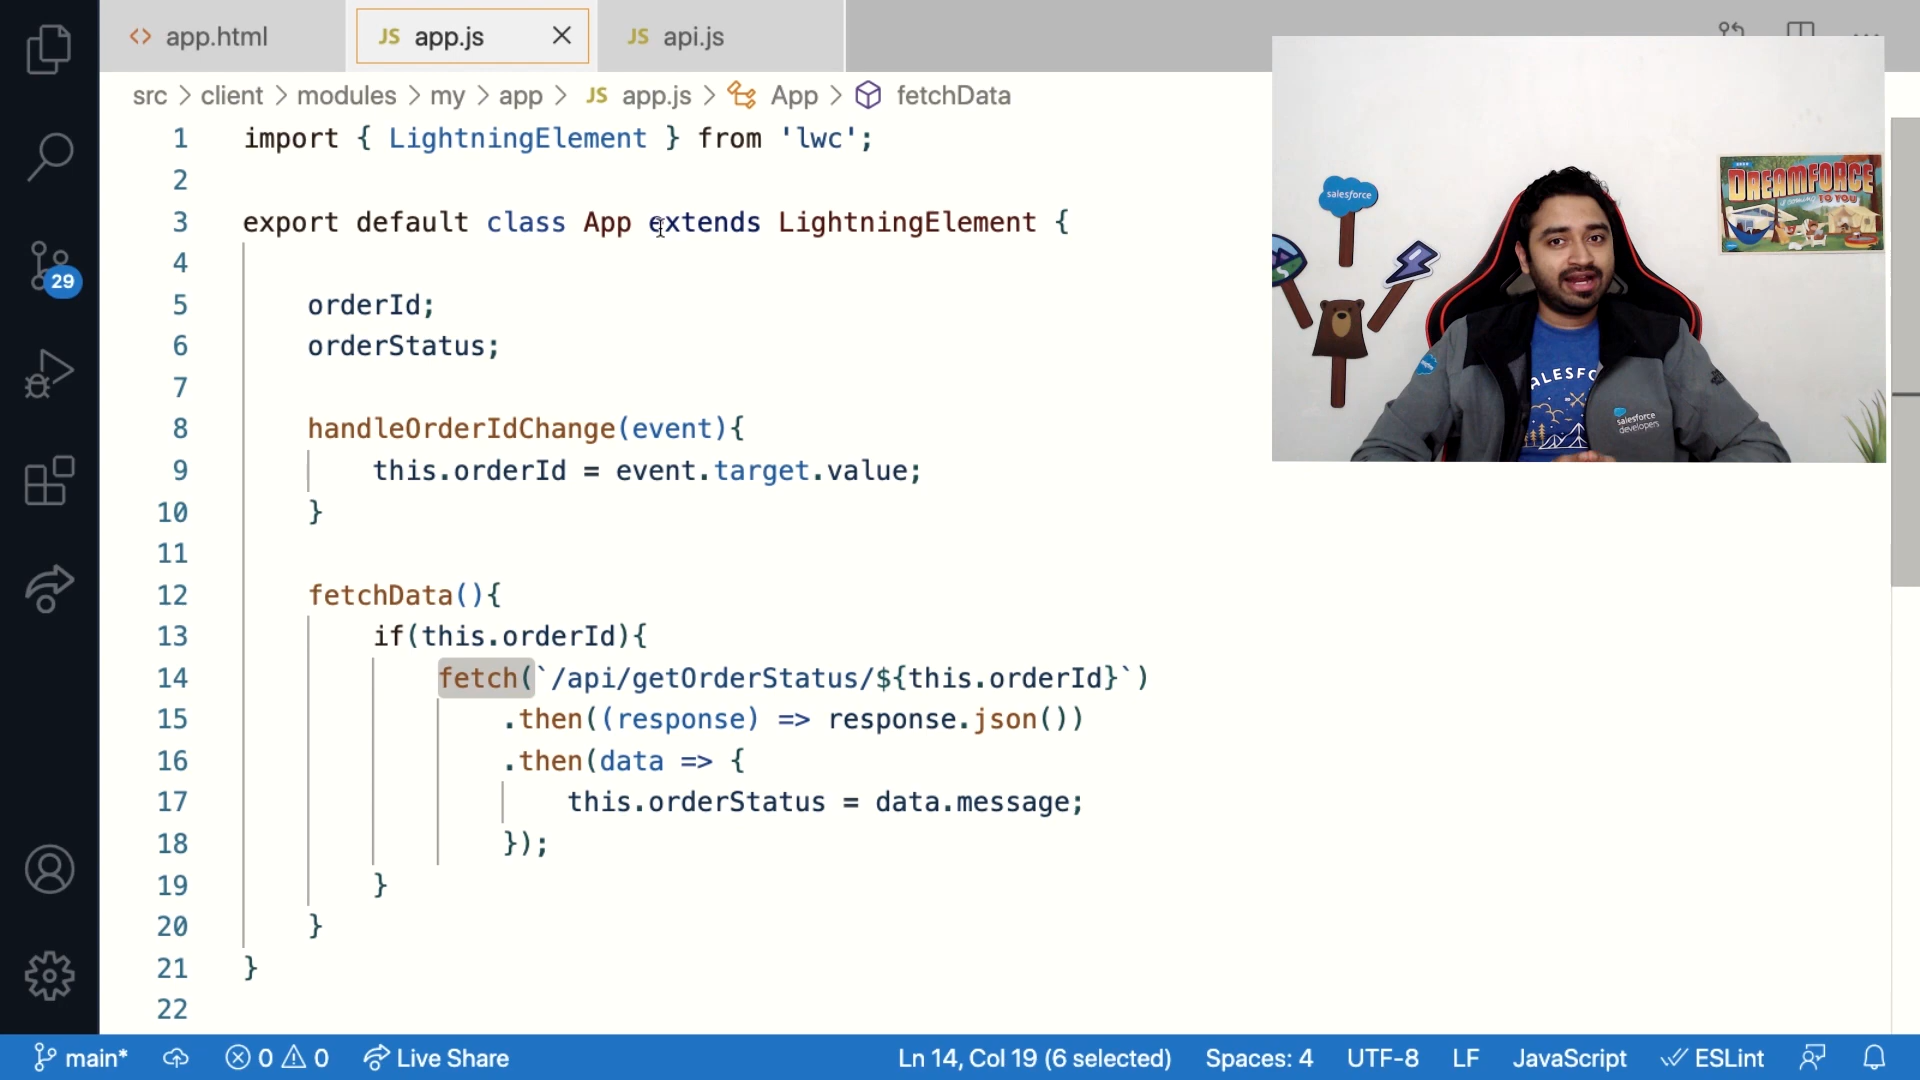 app.html
JS app.js
JS api.js
src > client > modules > my > app > JS app.js > App > fetchData
1 import { LightningElement } from 'lwc';
2
3 export default class App extends LightningElement {
4
5 orderId;
6 orderStatus;
7
8 handleOrderIdChange(event){
9 this.orderId = event.target.value;
10 }
11
12 fetchData(){
13 if(this.orderId){
14 fetch(`/api/getOrderStatus/${this.orderId}`)
15 .then((response) => response.json())
16 .then(data => {
17 this.orderStatus = data.message;
18 });
19 }
20 }
21 }
22
29
salesforce
DREAMFORCE
TO YOU
ALESFO
salesforce
developers
main* 0 0 Live Share Ln 14, Col 19 (6 selected) Spaces: 4 UTF-8 LF JavaScript ESLint